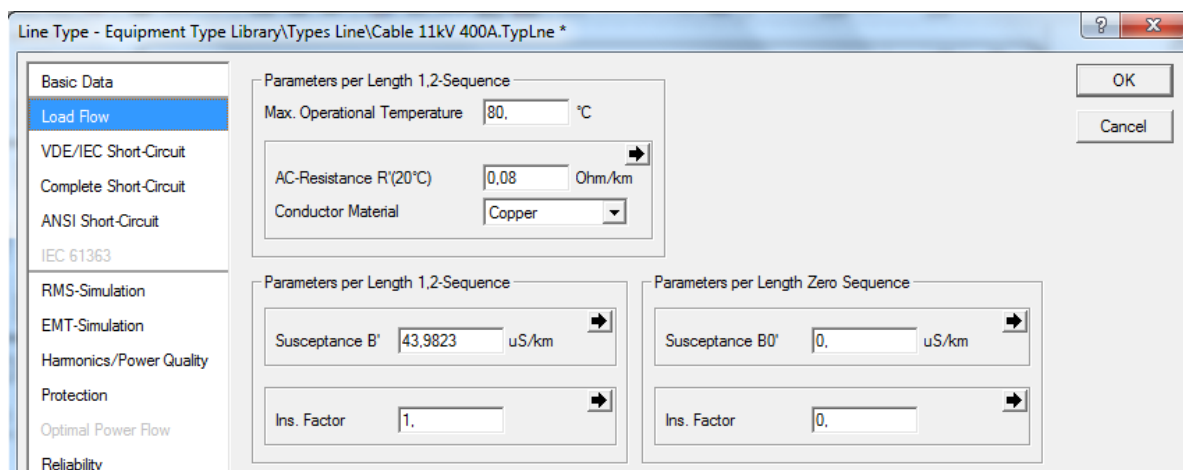 Line Type - Equipment Type Library\Types Line\Cable 11kV 400A.TypLne *
?
X
Basic Data
Load Flow
VDE/IEC Short-Circuit
Complete Short-Circuit
ANSI Short-Circuit
IEC 61363
RMS-Simulation
EMT-Simulation
Harmonics/Power Quality
Protection
Optimal Power Flow
Reliability
Parameters per Length 1,2-Sequence
Max. Operational Temperature 80, °C
AC-Resistance R'(20°C) 0,08 Ohm/km
Conductor Material Copper
Parameters per Length 1,2-Sequence
Susceptance B' 43,9823 uS/km
Ins. Factor 1,
Parameters per Length Zero Sequence
Susceptance B0' 0, uS/km
Ins. Factor 0,
OK
Cancel